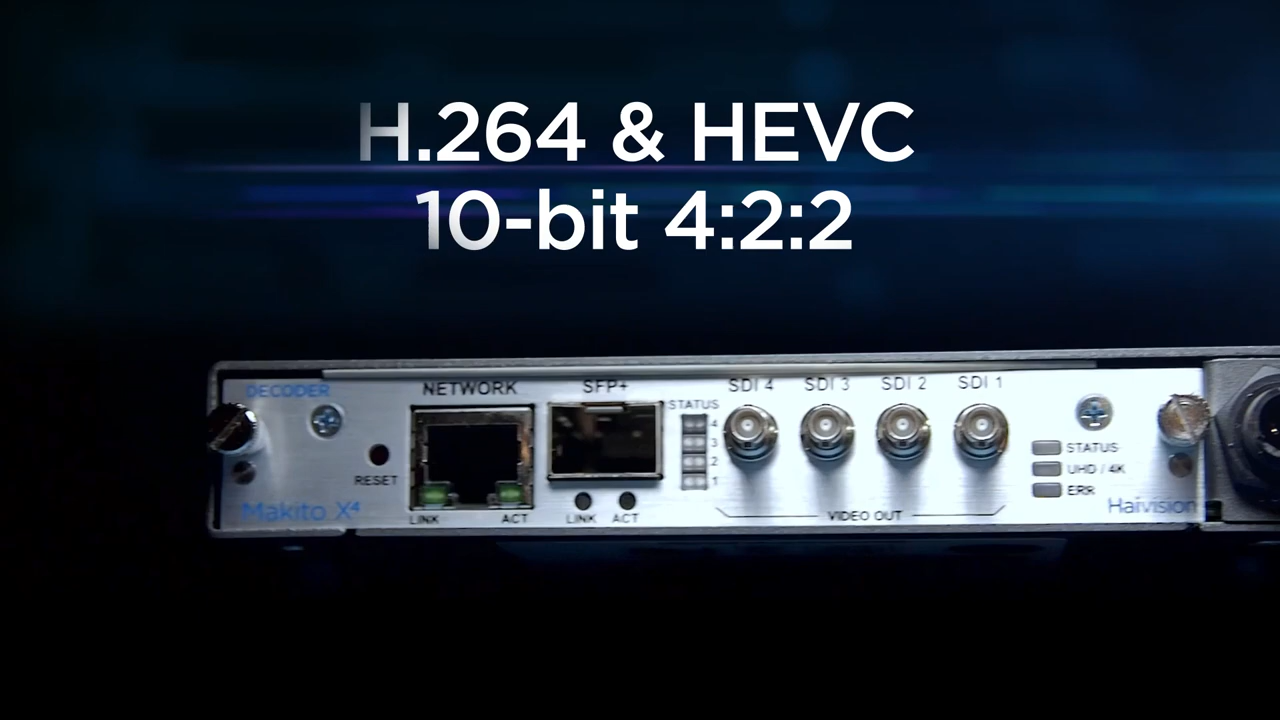 H.264 & HEVC
10-bit 4:2:2
DECODER
NETWORK
SFP+
SDI 4
SDI 3
SDI 2
SDI 1
STATUS
4
3
2
1
RESET
STATUS
UHD / 4K
ERR
Makito X⁴
LINK
ACT
LINK
ACT
VIDEO OUT
Haivision